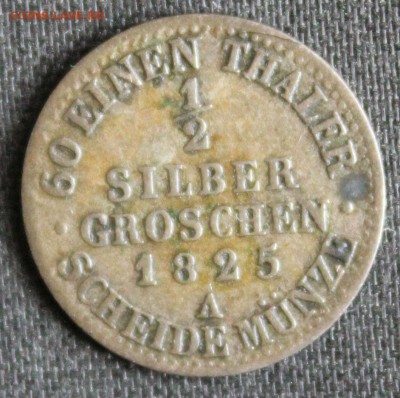 60 EINEN THALER
1/2
SILBER
GROSCHEN
1825
A
SCHEIDE MÜNZE